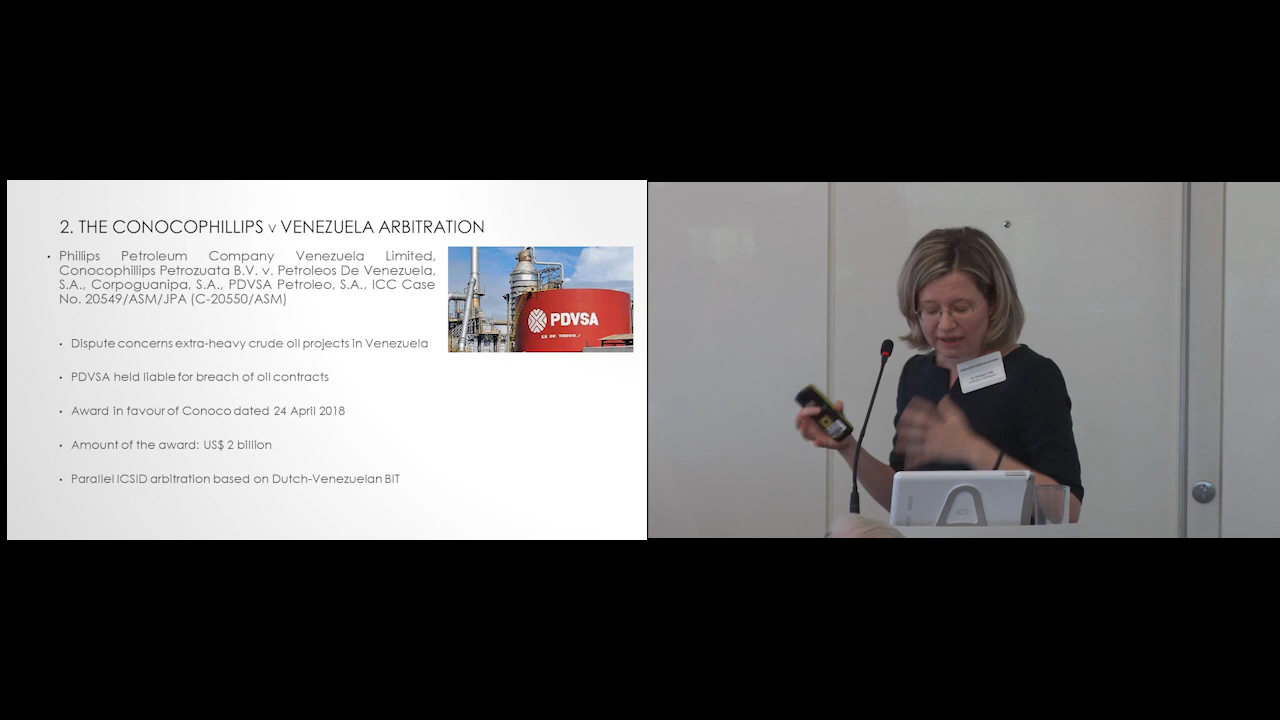 2. THE CONOCOPHILLIPS v VENEZUELA ARBITRATION
• Phillips Petroleum Company Venezuela Limited,
Conocophillips Petrozuata B.V. v. Petroleos De Venezuela,
S.A., Corpoguanipa, S.A., PDVSA Petroleo, S.A., ICC Case
No. 20549/ASM/JPA (C-20550/ASM)
• Dispute concerns extra-heavy crude oil projects in Venezuela
• PDVSA held liable for breach of oil contracts
• Award in favour of Conoco dated 24 April 2018
• Amount of the award: US$ 2 billion
• Parallel ICSID arbitration based on Dutch-Venezuelan BIT
PDVSA
ES DE TODOS